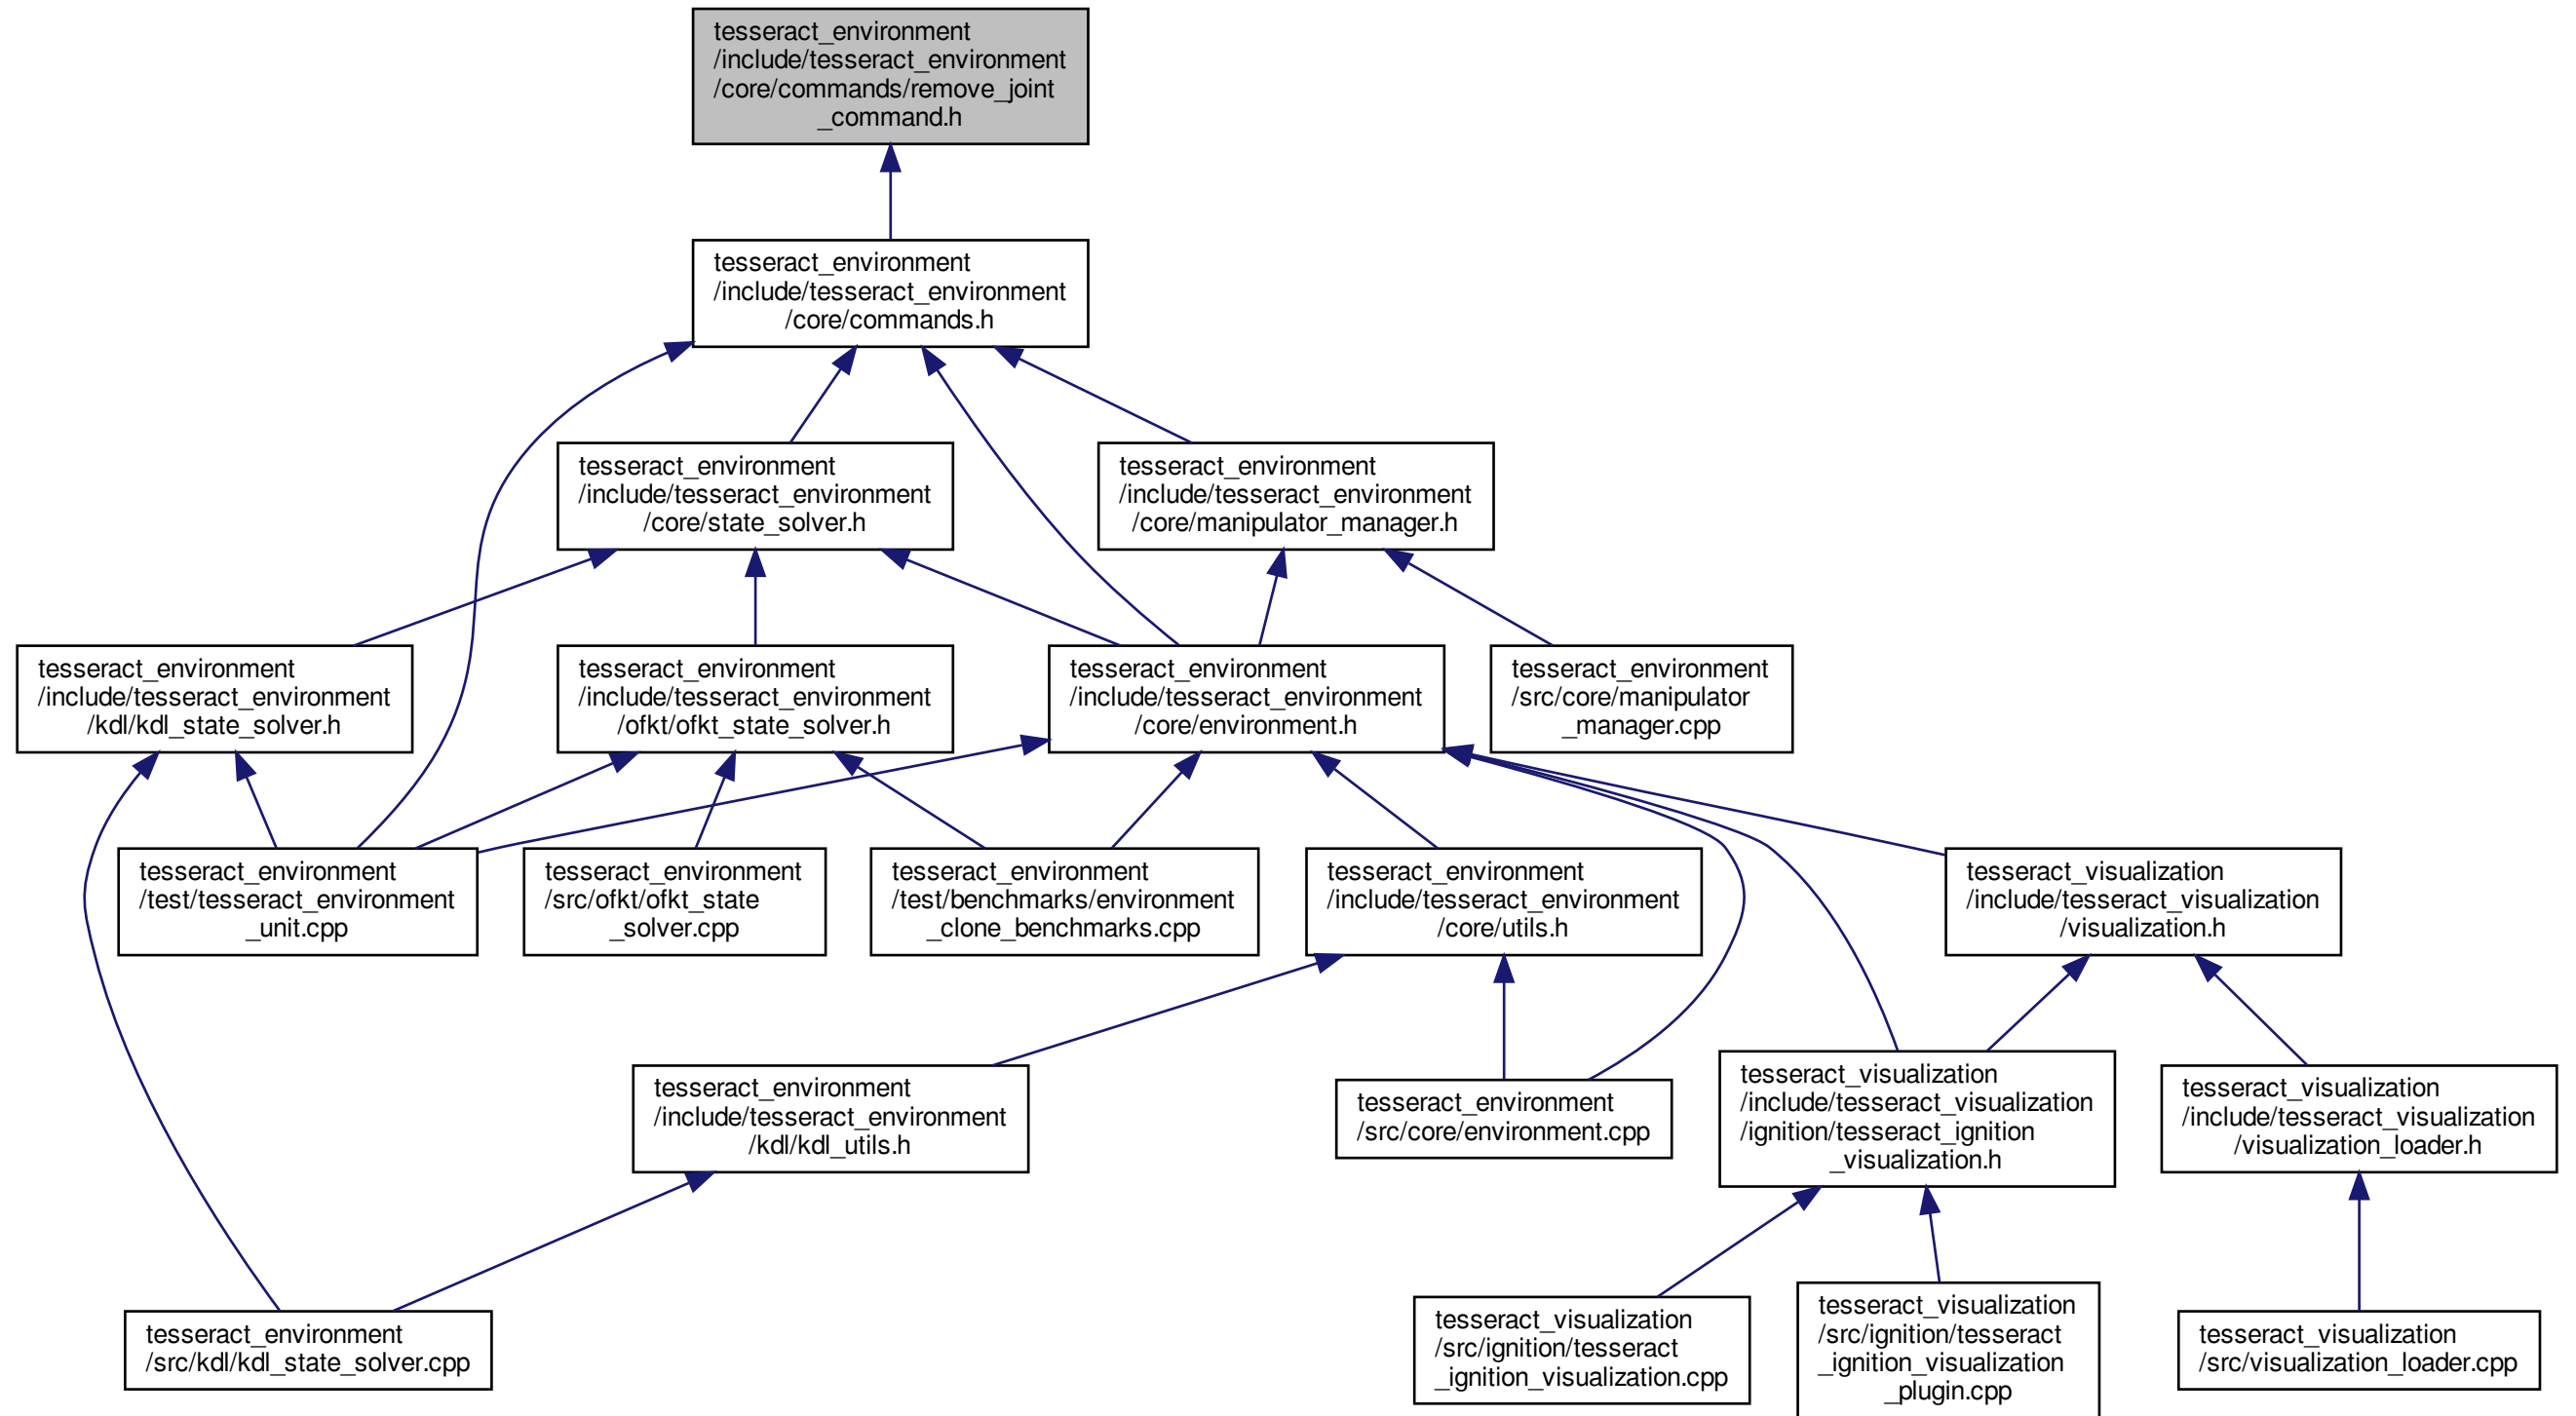 tesseract_environment
/include/tesseract_environment
/core/commands/remove_joint
_command.h
tesseract_environment
/include/tesseract_environment
/core/commands.h
tesseract_environment
/include/tesseract_environment
/core/state_solver.h
tesseract_environment
/include/tesseract_environment
/core/manipulator_manager.h
tesseract_environment
/include/tesseract_environment
/kdl/kdl_state_solver.h
tesseract_environment
/include/tesseract_environment
/ofkt/ofkt_state_solver.h
tesseract_environment
/include/tesseract_environment
/core/environment.h
tesseract_environment
/src/core/manipulator
_manager.cpp
tesseract_environment
/test/tesseract_environment
_unit.cpp
tesseract_environment
/src/ofkt/ofkt_state
_solver.cpp
tesseract_environment
/test/benchmarks/environment
_clone_benchmarks.cpp
tesseract_environment
/include/tesseract_environment
/core/utils.h
tesseract_visualization
/include/tesseract_visualization
/visualization.h
tesseract_environment
/include/tesseract_environment
/kdl/kdl_utils.h
tesseract_environment
/src/core/environment.cpp
tesseract_visualization
/include/tesseract_visualization
/ignition/tesseract_ignition
_visualization.h
tesseract_visualization
/include/tesseract_visualization
/visualization_loader.h
tesseract_environment
/src/kdl/kdl_state_solver.cpp
tesseract_visualization
/src/ignition/tesseract
_ignition_visualization.cpp
tesseract_visualization
/src/ignition/tesseract
_ignition_visualization
_plugin.cpp
tesseract_visualization
/src/visualization_loader.cpp